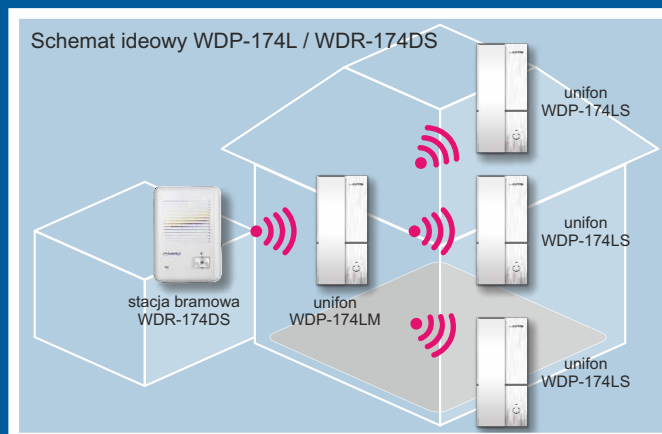 Schemat ideowy WDP-174L / WDR-174DS
unifon
WDP-174LS
unifon
WDP-174LS
stacja bramowa
WDR-174DS
unifon
WDP-174LM
unifon
WDP-174LS